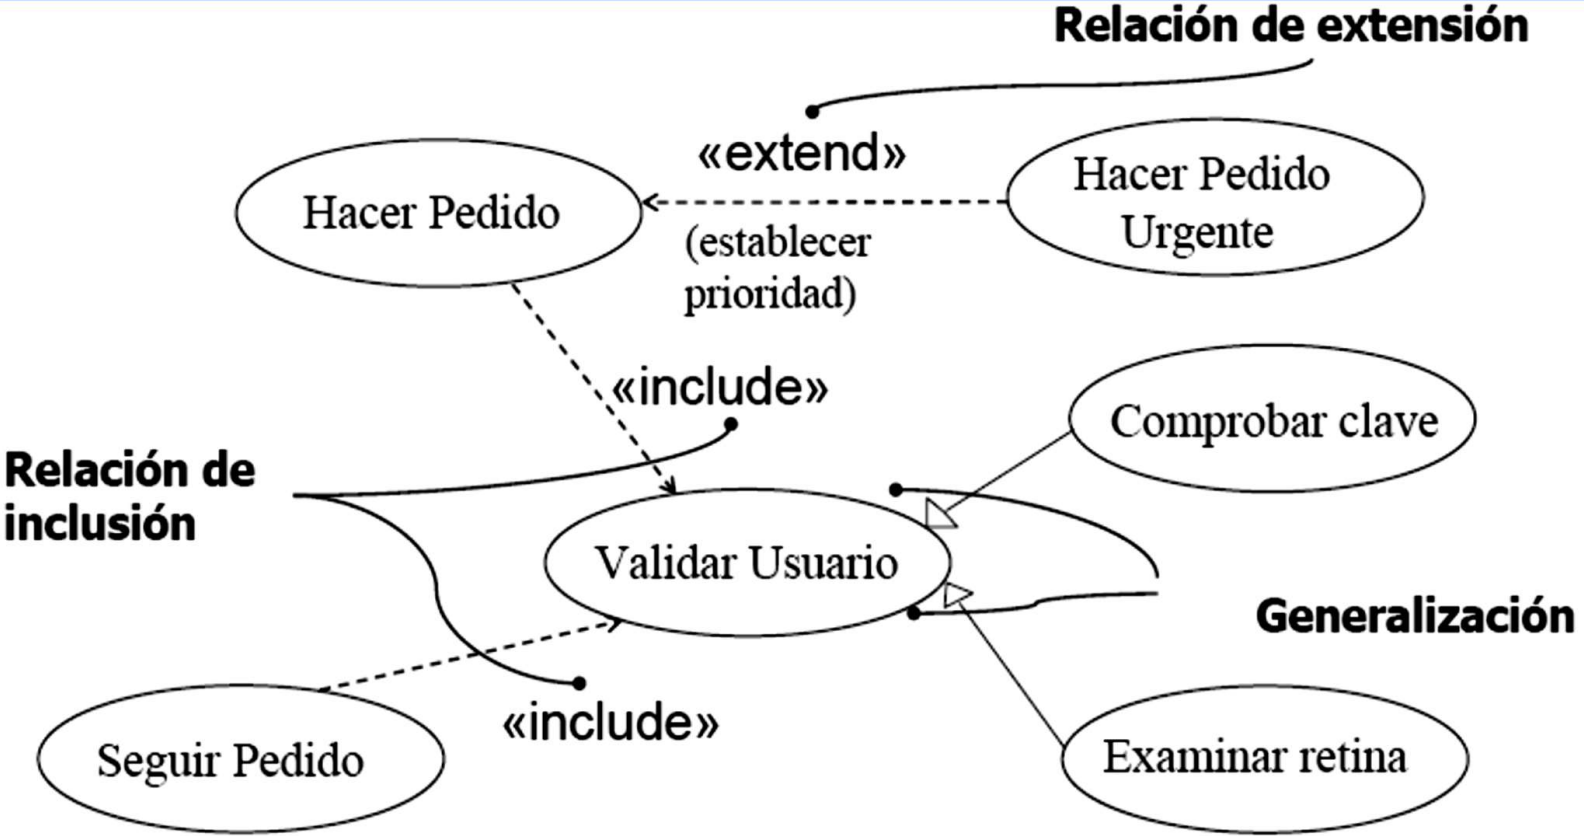 Relación de extensión
«extend»
Hacer Pedido
Hacer Pedido
Urgente
(establecer
prioridad)
«include»
Comprobar clave
Relación de
inclusión
Validar Usuario
Generalización
«include»
Seguir Pedido
Examinar retina